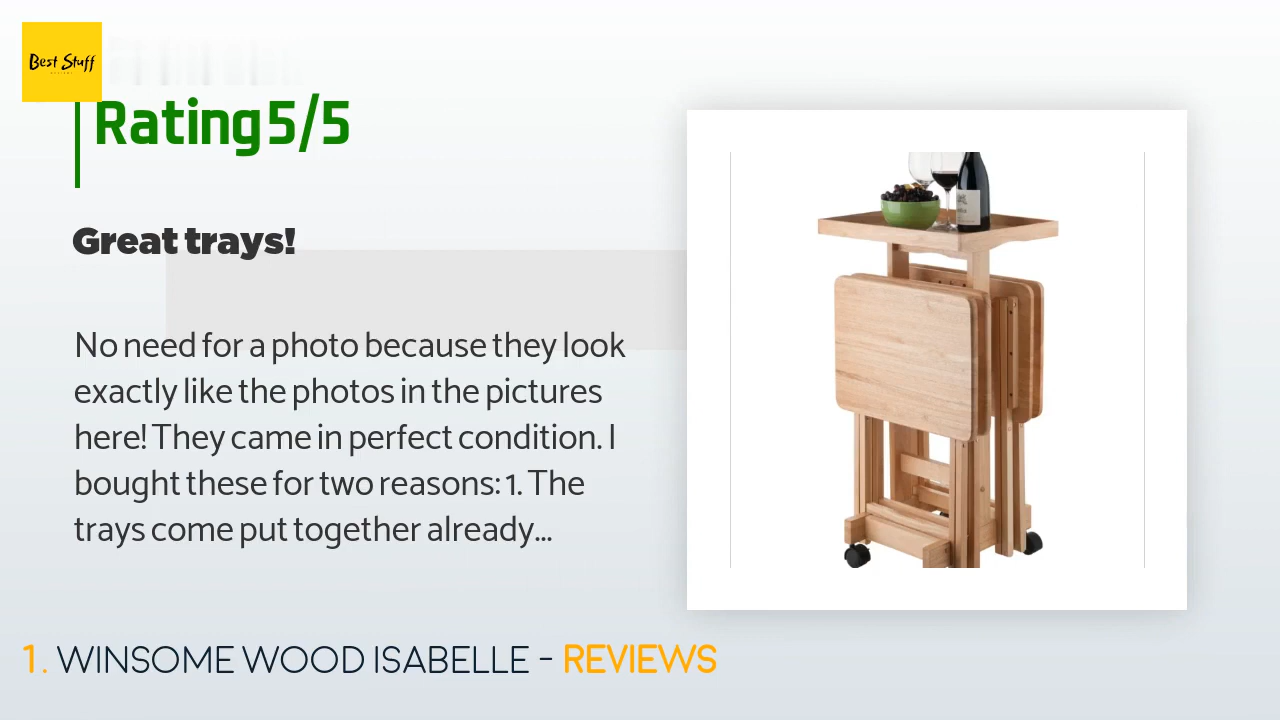 Best Stuff
Rating 5/5
Great trays!
No need for a photo because they look
exactly like the photos in the pictures
here! They came in perfect condition. I
bought these for two reasons: 1. The
trays come put together already...
1. WINSOME WOOD ISABELLE - REVIEWS